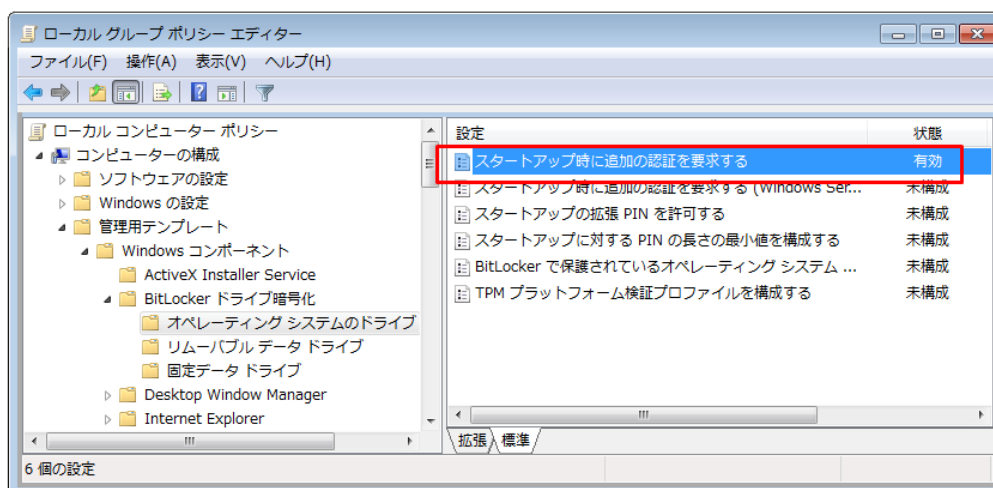 ローカル グループ ポリシー エディター
ファイル(F) 操作(A) 表示(V) ヘルプ(H)
ローカル コンピューター ポリシー
コンピューターの構成
ソフトウェアの設定
Windows の設定
管理用テンプレート
Windows コンポーネント
ActiveX Installer Service
BitLocker ドライブ暗号化
オペレーティング システムのドライブ
リムーバブル データ ドライブ
固定データ ドライブ
Desktop Window Manager
Internet Explorer
設定 状態
スタートアップ時に追加の認証を要求する 有効
スタートアップ時に追加の認証を要求する (Windows Ser... 未構成
スタートアップの拡張 PIN を許可する 未構成
スタートアップに対する PIN の長さの最小値を構成する 未構成
BitLocker で保護されているオペレーティング システム ... 未構成
TPM プラットフォーム検証プロファイルを構成する 未構成
拡張 標準
6 個の設定